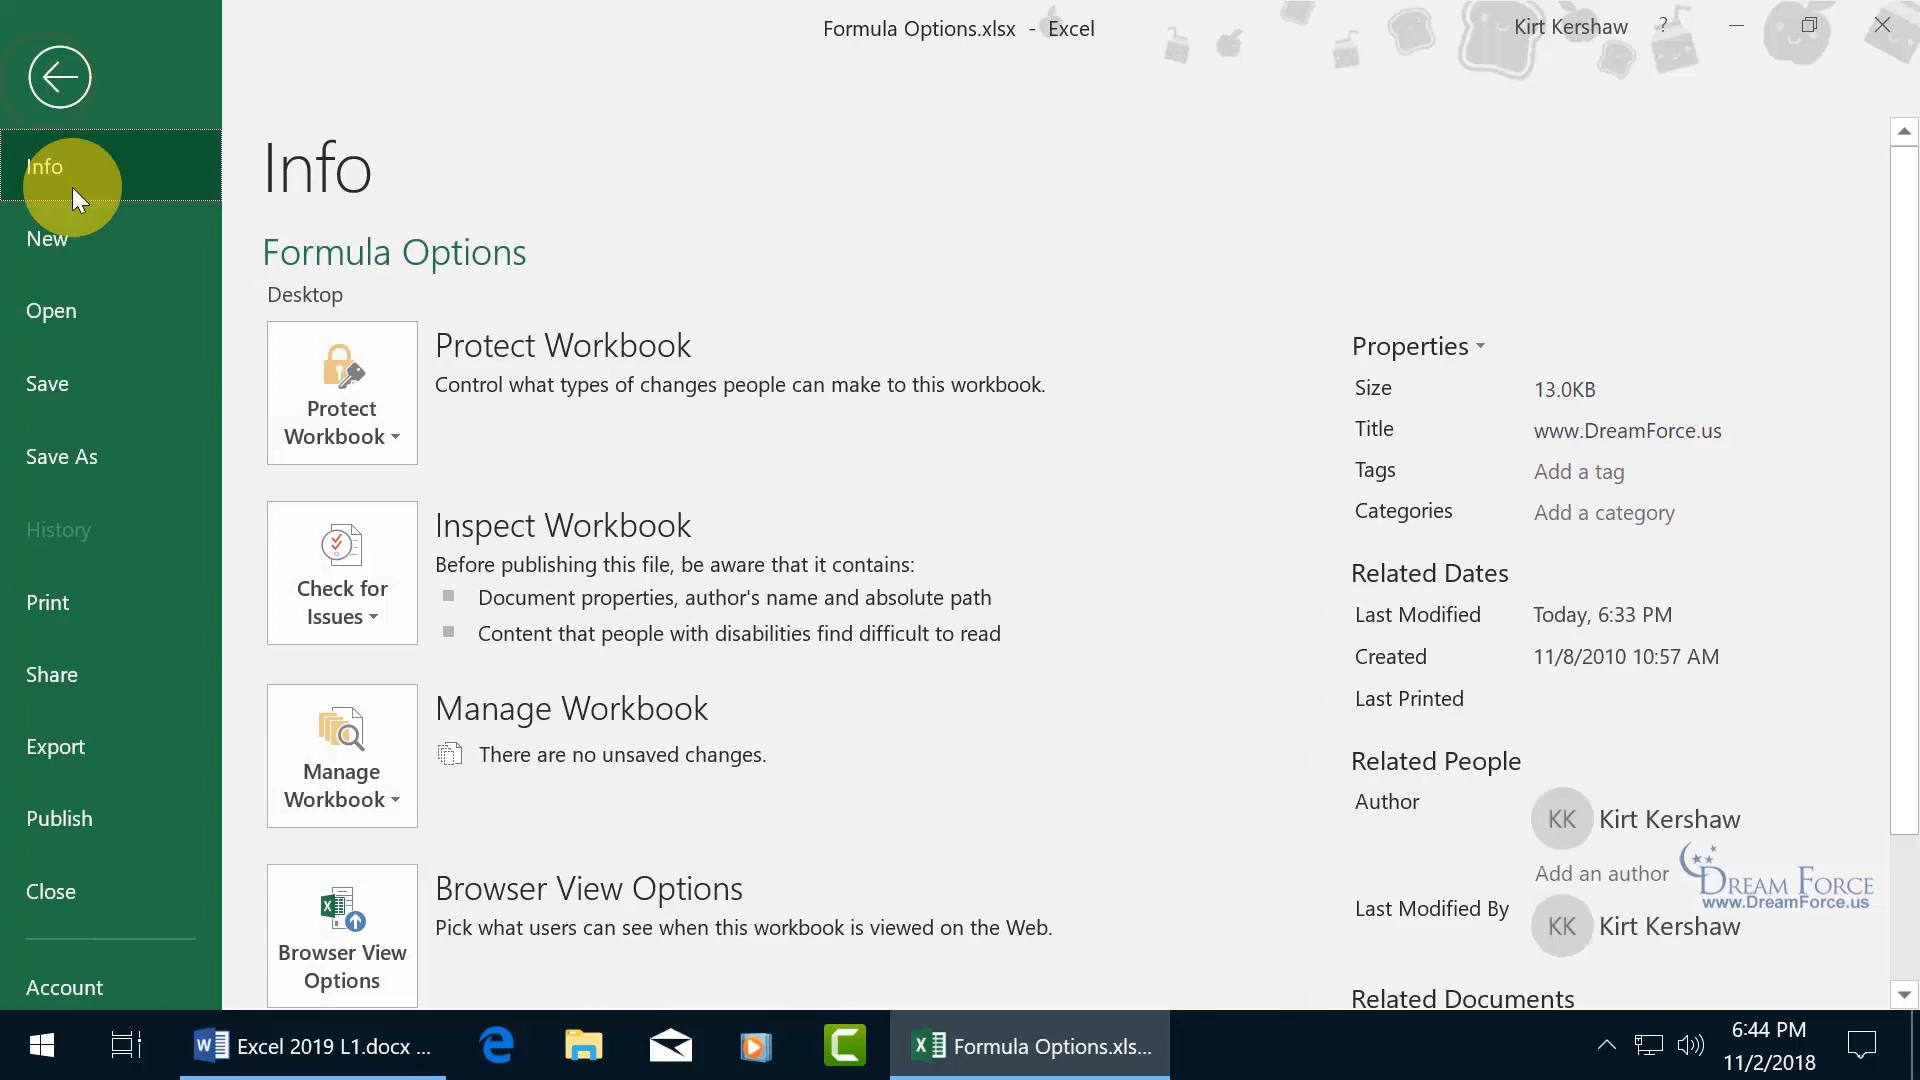 Formula Options.xlsx - Excel
Kirt Kershaw
?
Info
New
Open
Save
Save As
History
Print
Share
Export
Publish
Close
Account
Info
Formula Options
Desktop
Protect
Workbook
Protect Workbook
Control what types of changes people can make to this workbook.
Check for
Issues
Inspect Workbook
Before publishing this file, be aware that it contains:
Document properties, author's name and absolute path
Content that people with disabilities find difficult to read
Manage
Workbook
Manage Workbook
There are no unsaved changes.
Browser View
Options
Browser View Options
Pick what users can see when this workbook is viewed on the Web.
Properties
Size 13.0KB
Title www.DreamForce.us
Tags Add a tag
Categories Add a category
Related Dates
Last Modified Today, 6:33 PM
Created 11/8/2010 10:57 AM
Last Printed
Related People
Author KK Kirt Kershaw
Add an author
Last Modified By KK Kirt Kershaw
Related Documents
Dream Force
www.DreamForce.us
Excel 2019 L1.docx ...
Formula Options.xls...
6:44 PM
11/2/2018